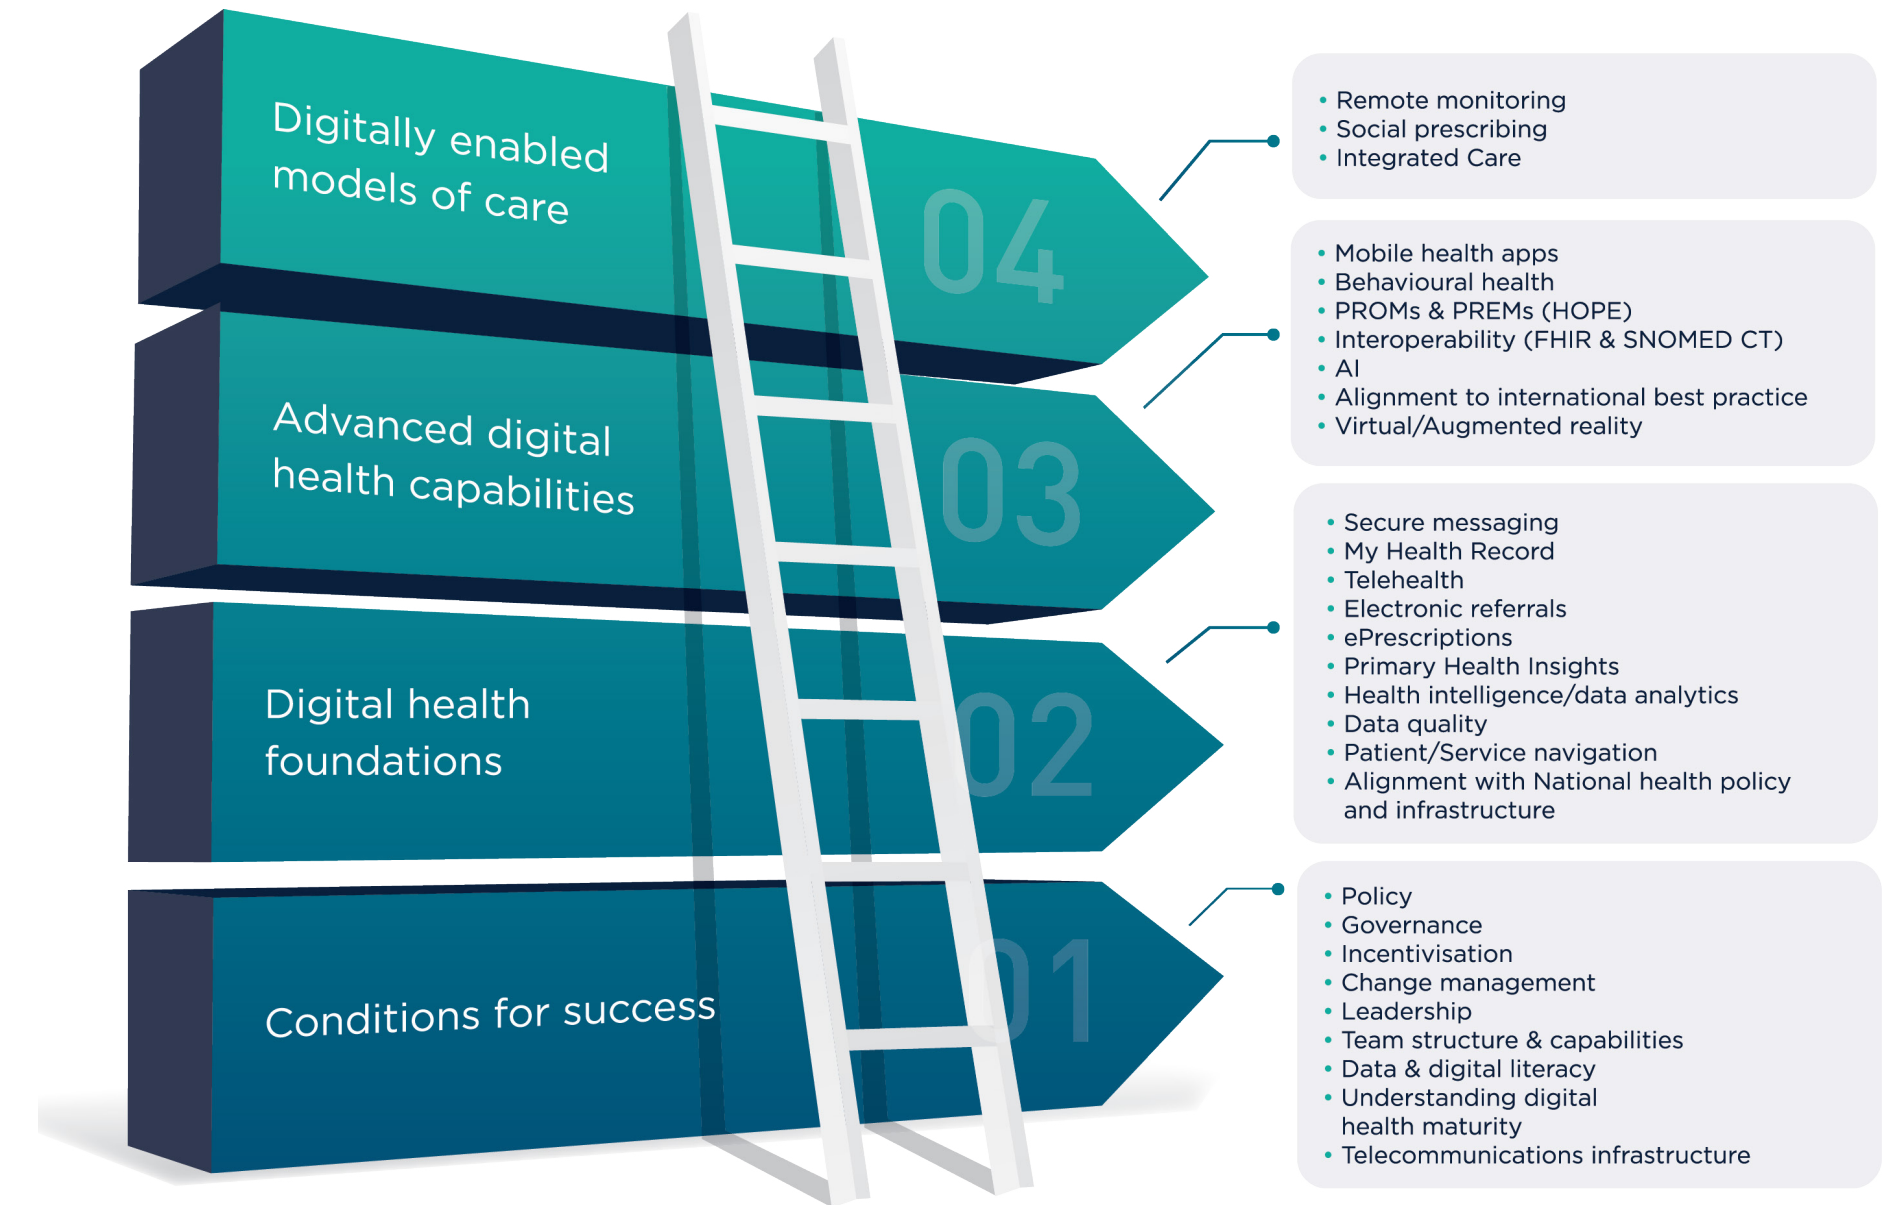 Digitally enabled
models of care
04
• Remote monitoring
• Social prescribing
• Integrated Care
Advanced digital
health capabilities
03
• Mobile health apps
• Behavioural health
• PROMs & PREMs (HOPE)
• Interoperability (FHIR & SNOMED CT)
• AI
• Alignment to international best practice
• Virtual/Augmented reality
Digital health
foundations
02
• Secure messaging
• My Health Record
• Telehealth
• Electronic referrals
• ePrescriptions
• Primary Health Insights
• Health intelligence/data analytics
• Data quality
• Patient/Service navigation
• Alignment with National health policy
and infrastructure
Conditions for success
01
• Policy
• Governance
• Incentivisation
• Change management
• Leadership
• Team structure & capabilities
• Data & digital literacy
• Understanding digital
health maturity
• Telecommunications infrastructure